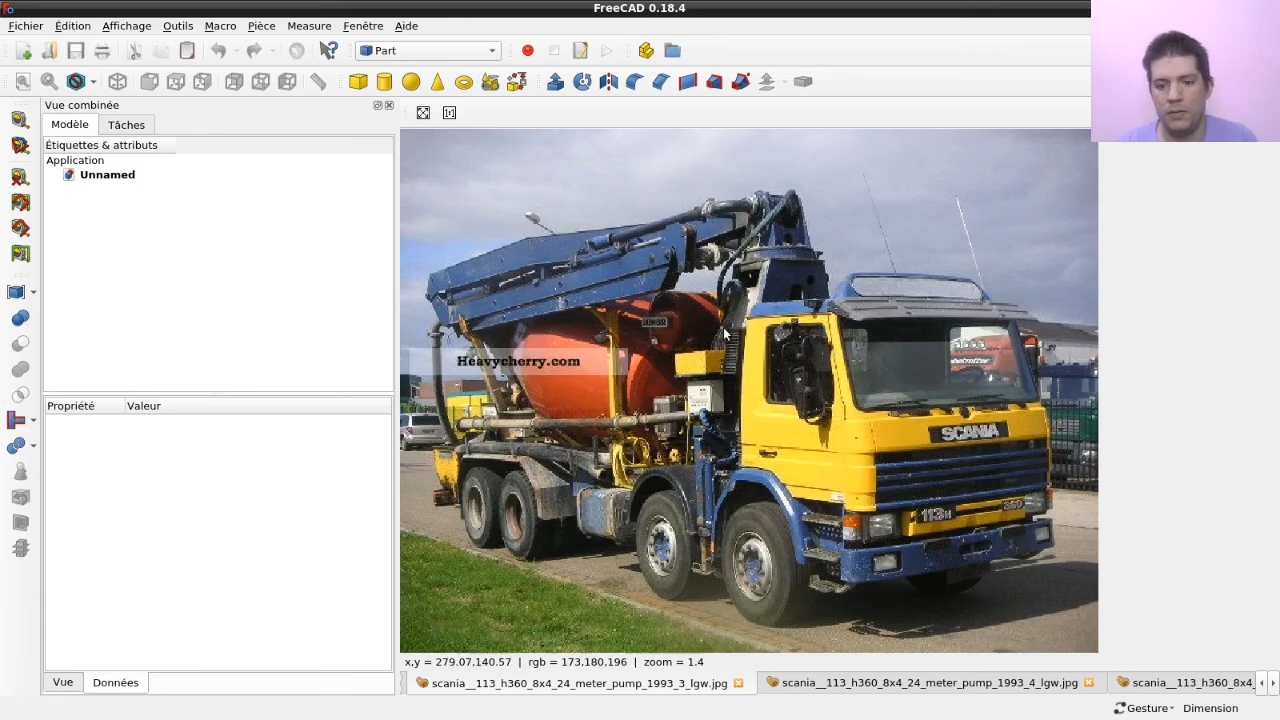 FreeCAD 0.18.4
Fichier Édition Affichage Outils Macro Pièce Mesure Fenêtre Aide
Part
Vue combinée
Modèle Tâches
Étiquettes & attributs
Application
Unnamed
Propriété Valeur
Heavycherry.com
SCANIA
113H 360
Vue Données
x,y = 279.07,140.57 | rgb = 173,180,196 | zoom = 1.4
scania__113_h360_8x4_24_meter_pump_1993_3_lgw.jpg scania__113_h360_8x4_24_meter_pump_1993_4_lgw.jpg scania__113_h360_8x4
Gesture Dimension